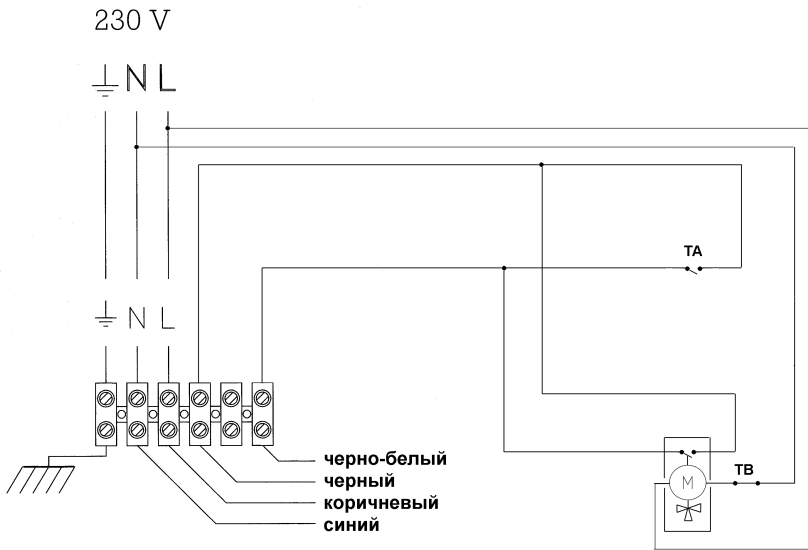 230 V
N L
N L
TA
черно-белый
черный
коричневый
синий
M
TB